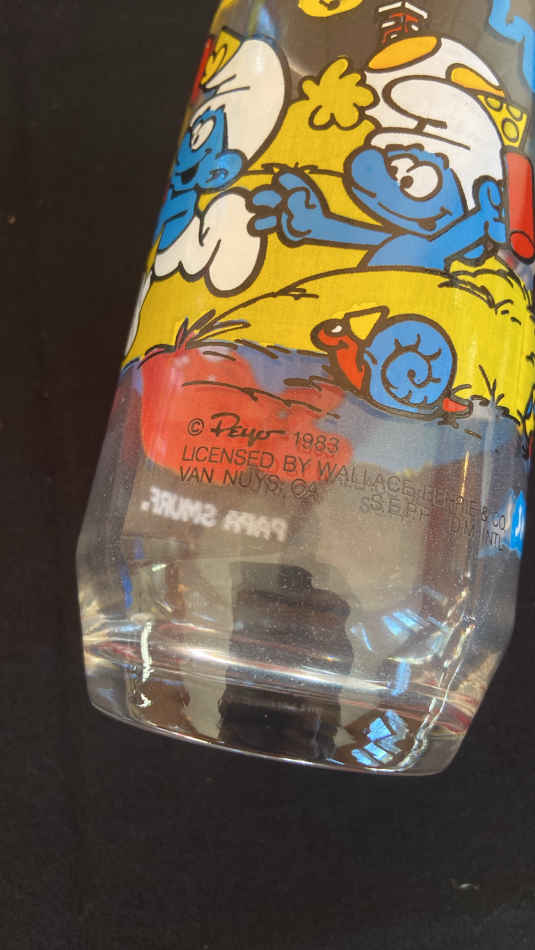 © Peyo 1983
LICENSED BY WALLACE BERRIE & CO.
VAN NUYS, CA S.E.P.P. I.D.M. INTL.
PAPA SMURF.